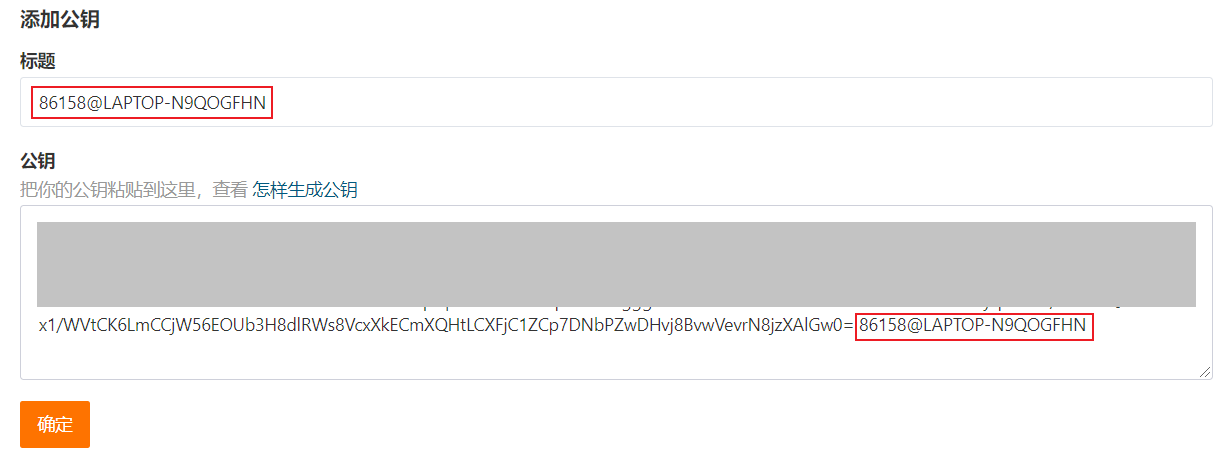 添加公钥
标题
86158@LAPTOP-N9QOGFHN
公钥
把你的公钥粘贴到这里，查看 怎样生成公钥
x1/WVtCK6LmCCjW56EOUb3H8dlRWs8VcxXkECmXQHtLCXFjC1ZCp7DNbPZwDHvj8BvwVevrN8jzXAlGw0= 86158@LAPTOP-N9QOGFHN
确定